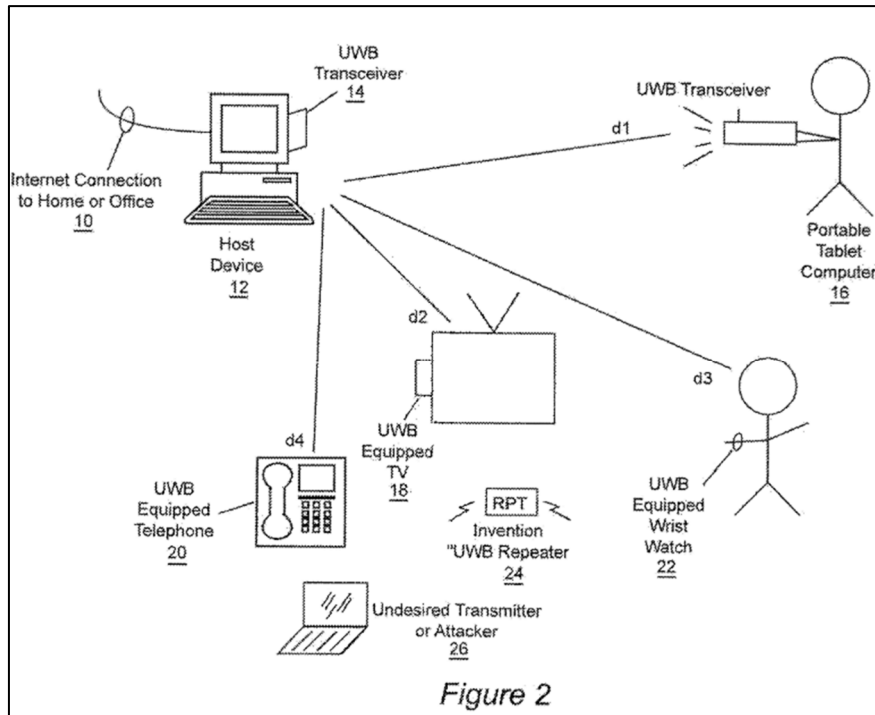 UWB
Transceiver
14
UWB Transceiver
d1
Internet Connection
to Home or Office
10
Host
Device
12
Portable
Tablet
Computer
16
d2
d3
UWB
Equipped
TV
18
d4
UWB
Equipped
Telephone
20
RPT
Invention
"UWB Repeater
24
UWB
Equipped
Wrist
Watch
22
Undesired Transmitter
or Attacker
26
Figure 2